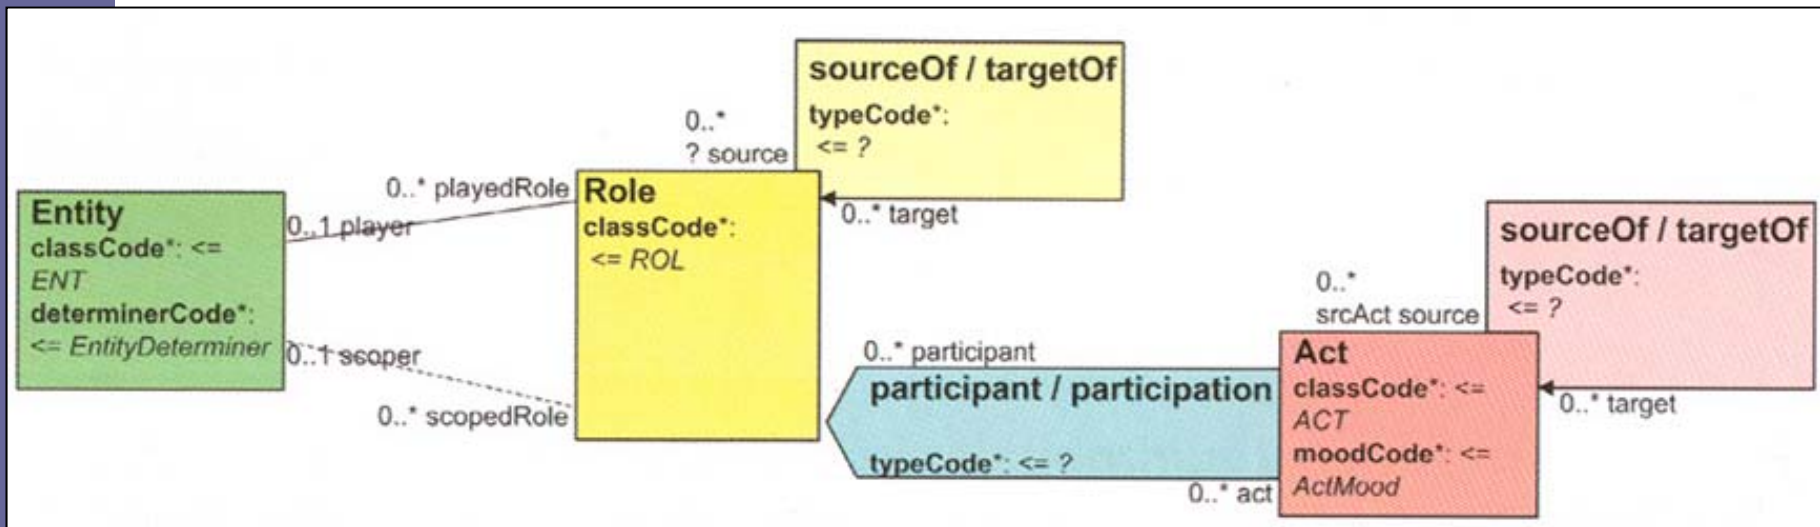 sourceOf / targetOf
typeCode*:
<= ?
0..*
? source
0..* target
0..* playedRole
Role
classCode*:
<= ROL
Entity
classCode*: <=
ENT
determinerCode*:
<= EntityDeterminer
0..1 player
0..1 scoper
0..* scopedRole
sourceOf / targetOf
typeCode*:
<= ?
0..*
srcAct source
0..* target
0..* participant
participant / participation
typeCode*: <= ?
0..* act
Act
classCode*: <=
ACT
moodCode*: <=
ActMood